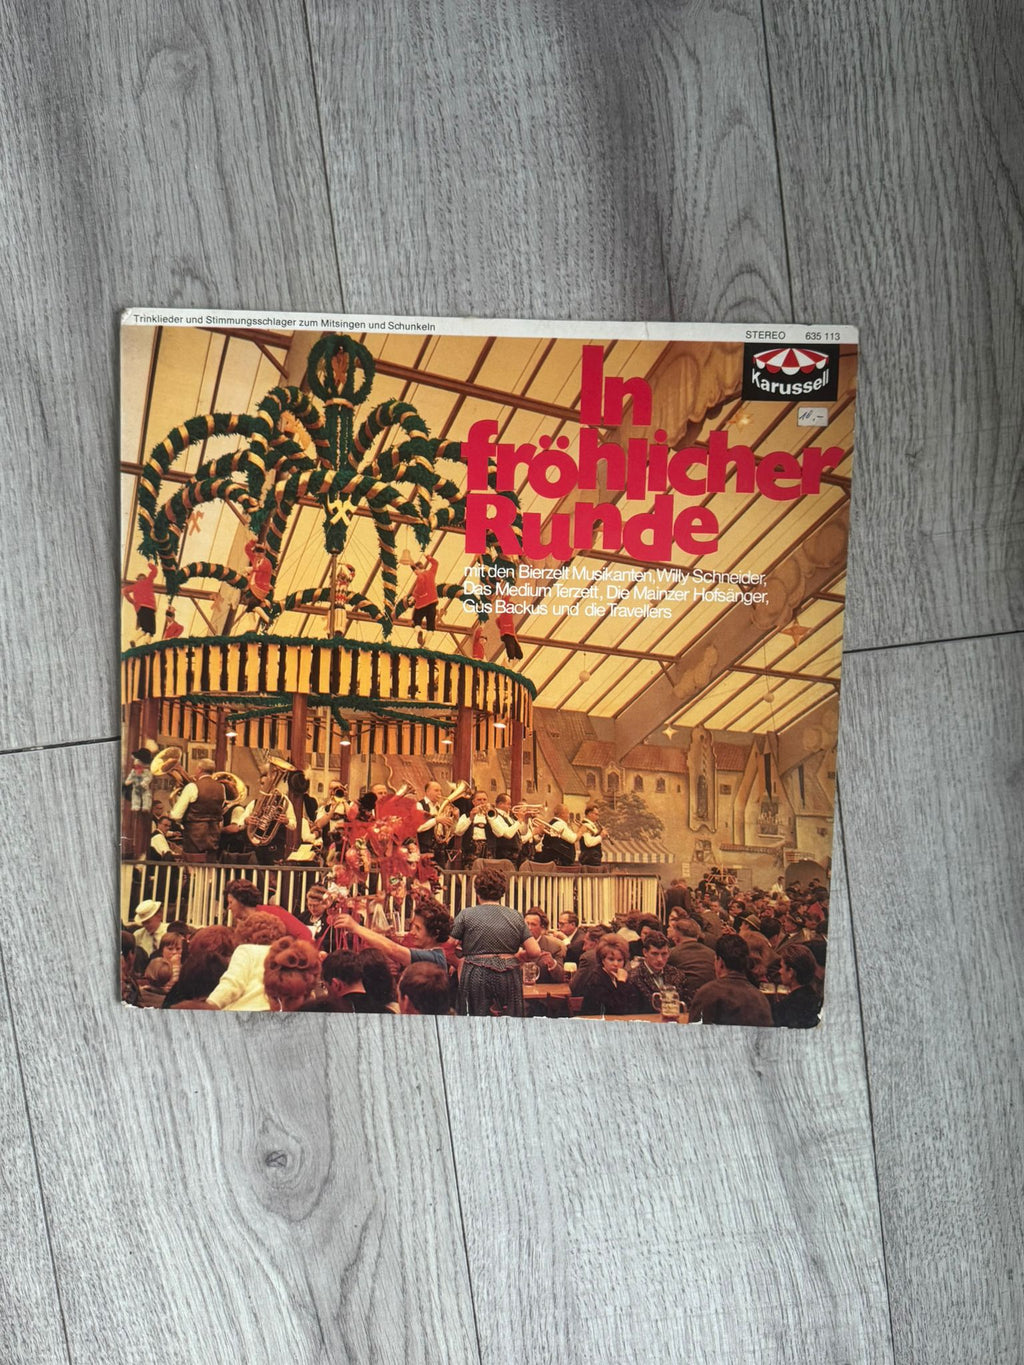 Trinklieder und Stimmungsschlager zum Mitsingen und Schunkeln
STEREO 635 113
Karussell
10,-
In
fröhlicher
Runde
mit den Bierzelt Musikanten, Willy Schneider,
Das Medium Terzett, Die Mainzer Hofsänger,
Gus Backus und die Travellers